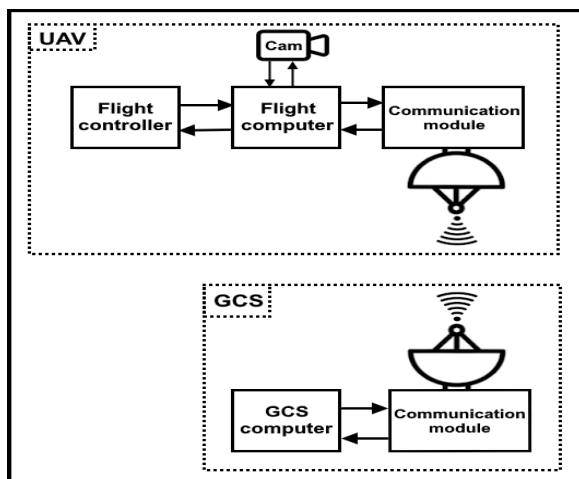 UAV
Cam
Flight
controller
Flight
computer
Communication
module
GCS
GCS
computer
Communication
module